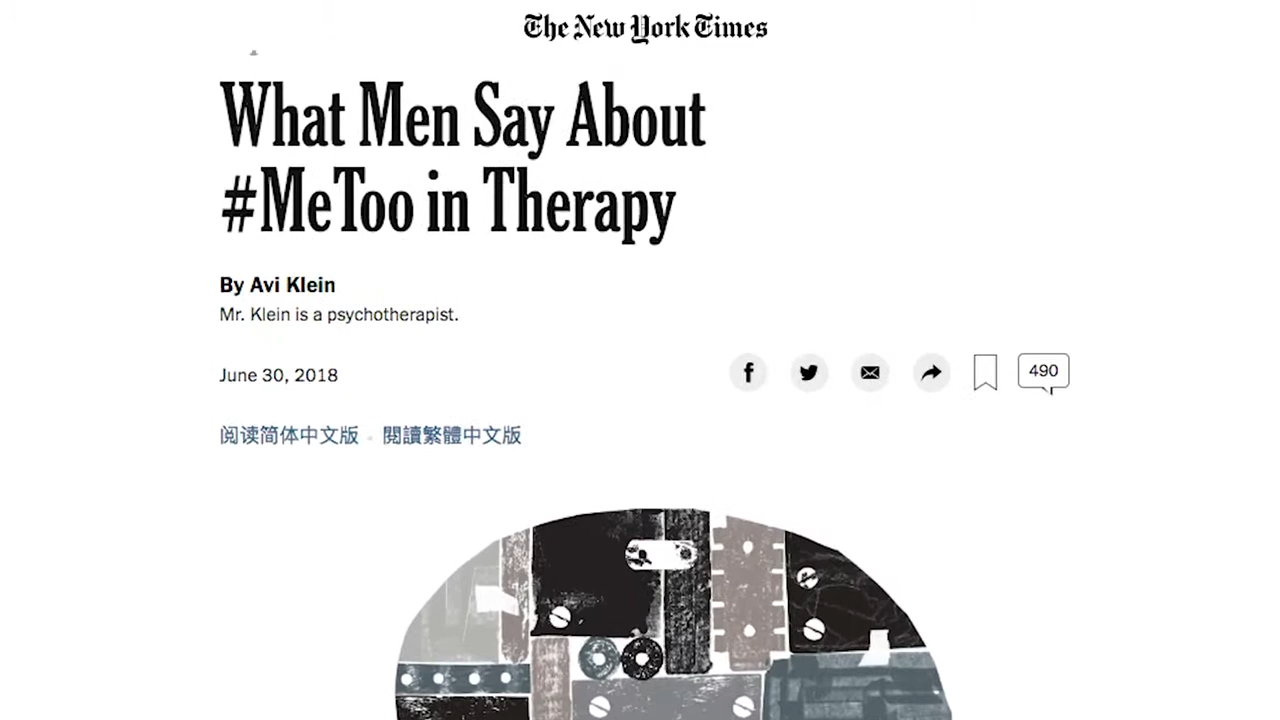 The New York Times
What Men Say About
#MeToo in Therapy
By Avi Klein
Mr. Klein is a psychotherapist.
June 30, 2018
490
阅读简体中文版 • 閱讀繁體中文版